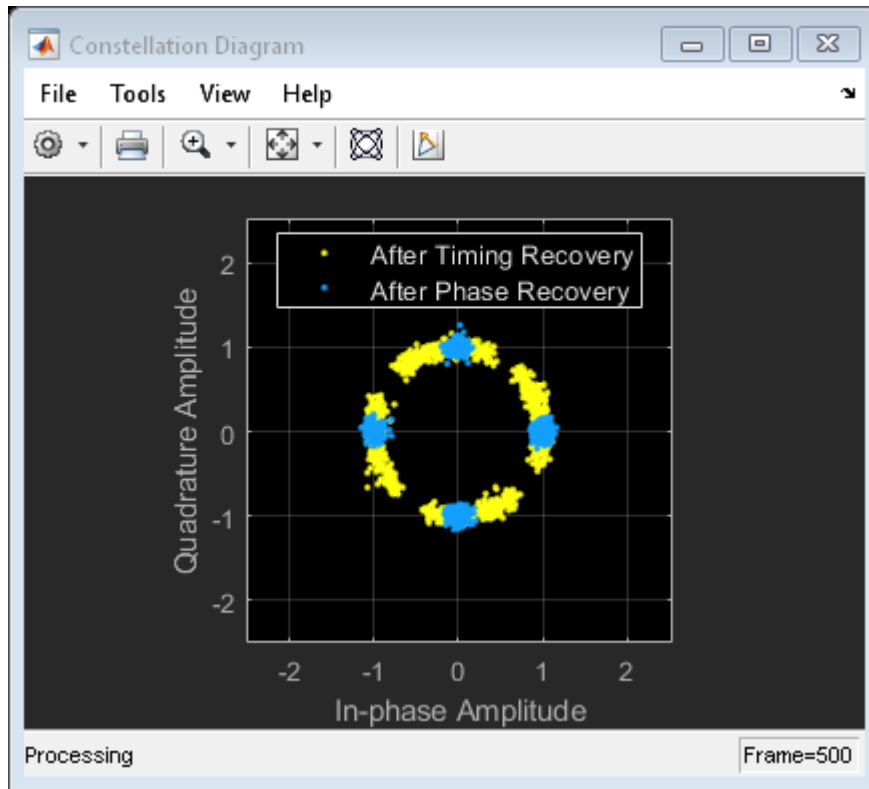 Constellation Diagram
File Tools View Help
After Timing Recovery
After Phase Recovery
Quadrature Amplitude
2
1
0
-1
-2
-2 -1 0 1 2
In-phase Amplitude
Processing
Frame=500